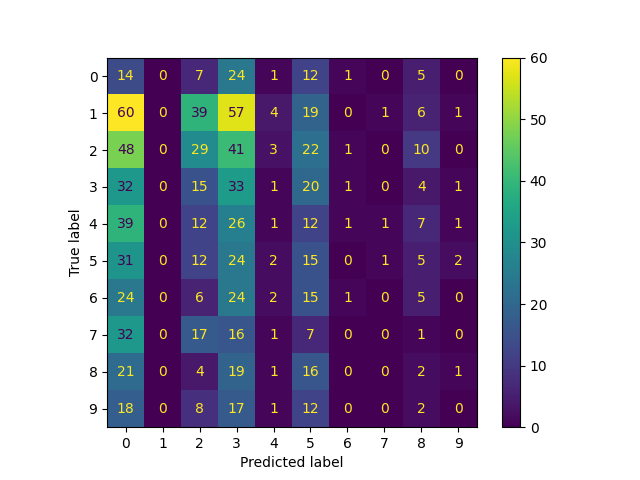 60
0 14 0 7 24 1 12 1 0 5 0
1 60 0 39 57 4 19 0 1 6 1
50
2 48 0 29 41 3 22 1 0 10 0
40
3 32 0 15 33 1 20 1 0 4 1
4 39 0 12 26 1 12 1 1 7 1
30
True label
5 31 0 12 24 2 15 0 1 5 2
20
6 24 0 6 24 2 15 1 0 5 0
7 32 0 17 16 1 7 0 0 1 0
10
8 21 0 4 19 1 16 0 0 2 1
9 18 0 8 17 1 12 0 0 2 0
0
0 1 2 3 4 5 6 7 8 9
Predicted label